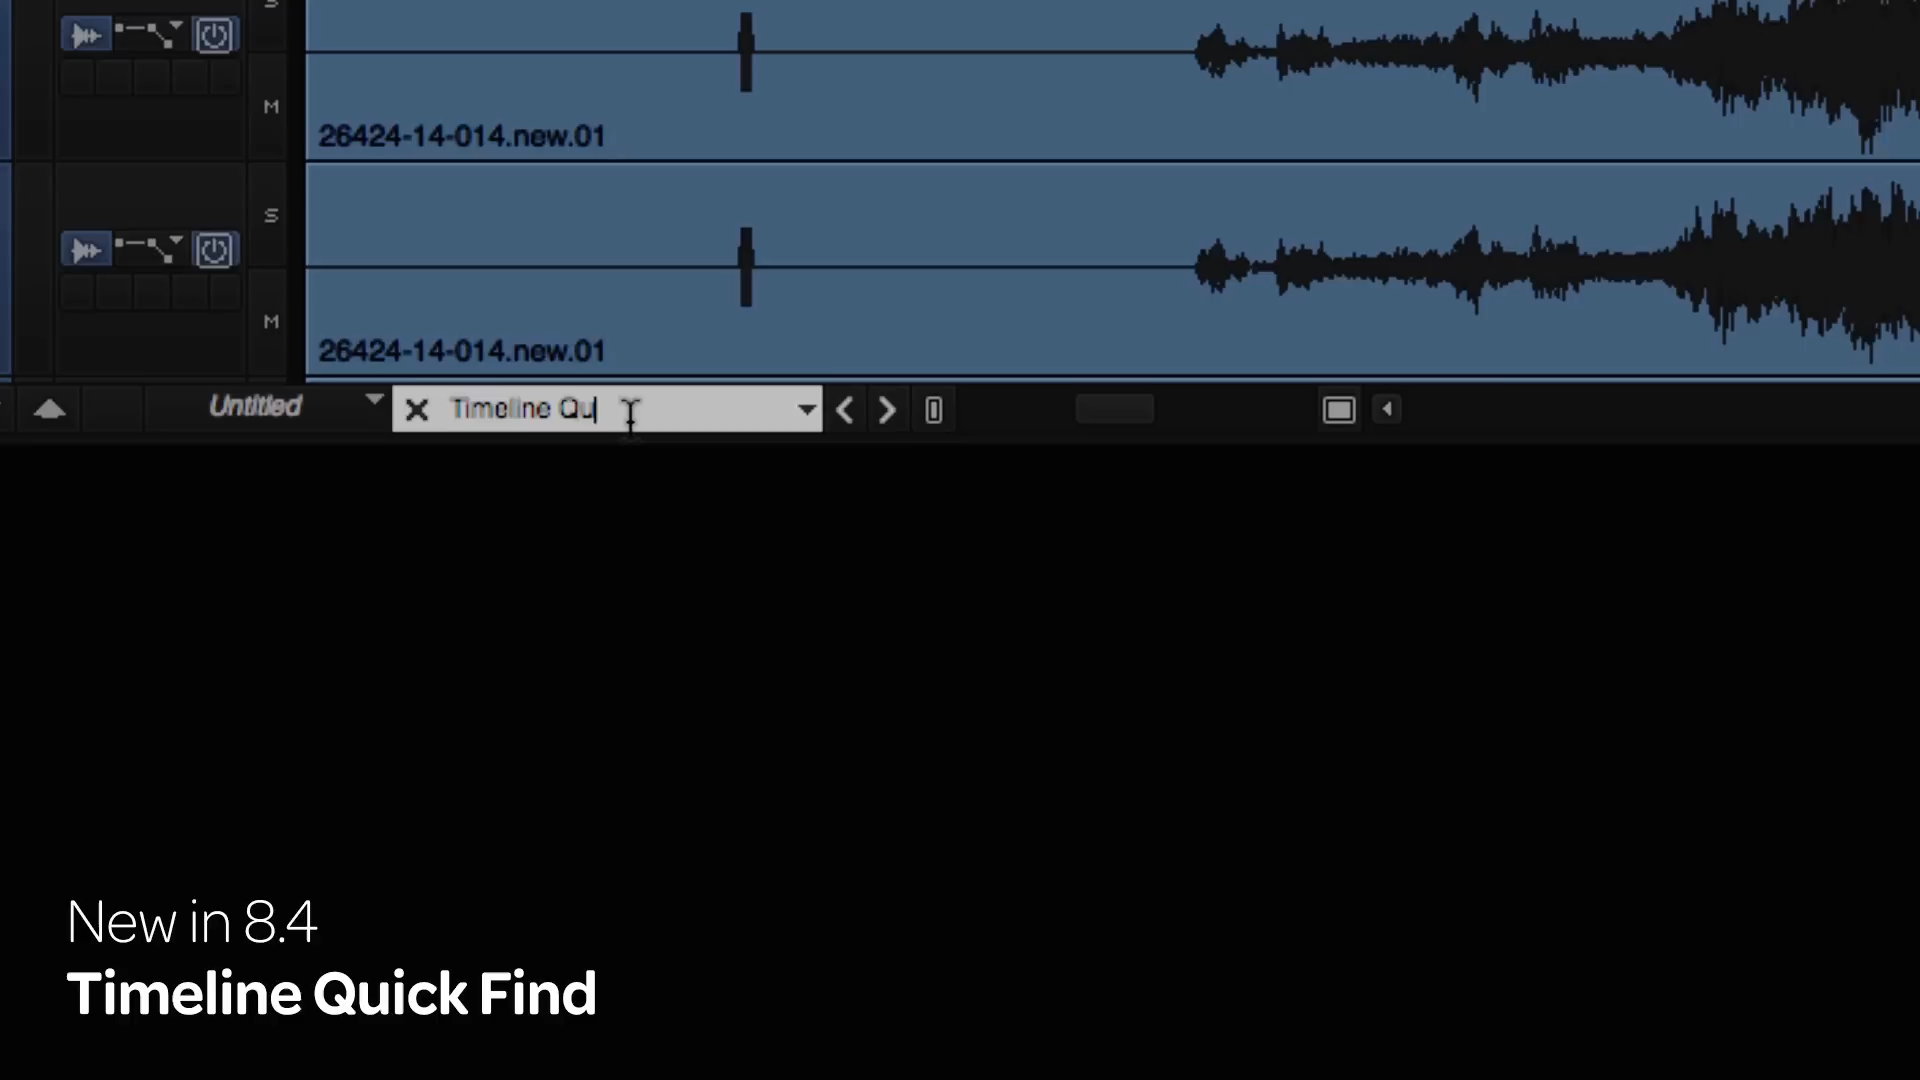 S
M
26424-14-014.new.01
S
M
26424-14-014.new.01
Untitled
Timeline Qu
New in 8.4
Timeline Quick Find